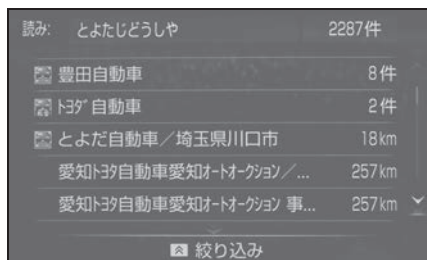 読み: とよたじどうしや 2287件
豊田自動車 8件
ﾄﾖﾀﾞ自動車 2件
とよだ自動車／埼玉県川口市 18km
愛知ﾄﾖﾀ自動車愛知ｵｰﾄｵｰｸｼｮﾝ／... 257km
愛知ﾄﾖﾀ自動車愛知ｵｰﾄｵｰｸｼｮﾝ 事... 257km
絞り込み